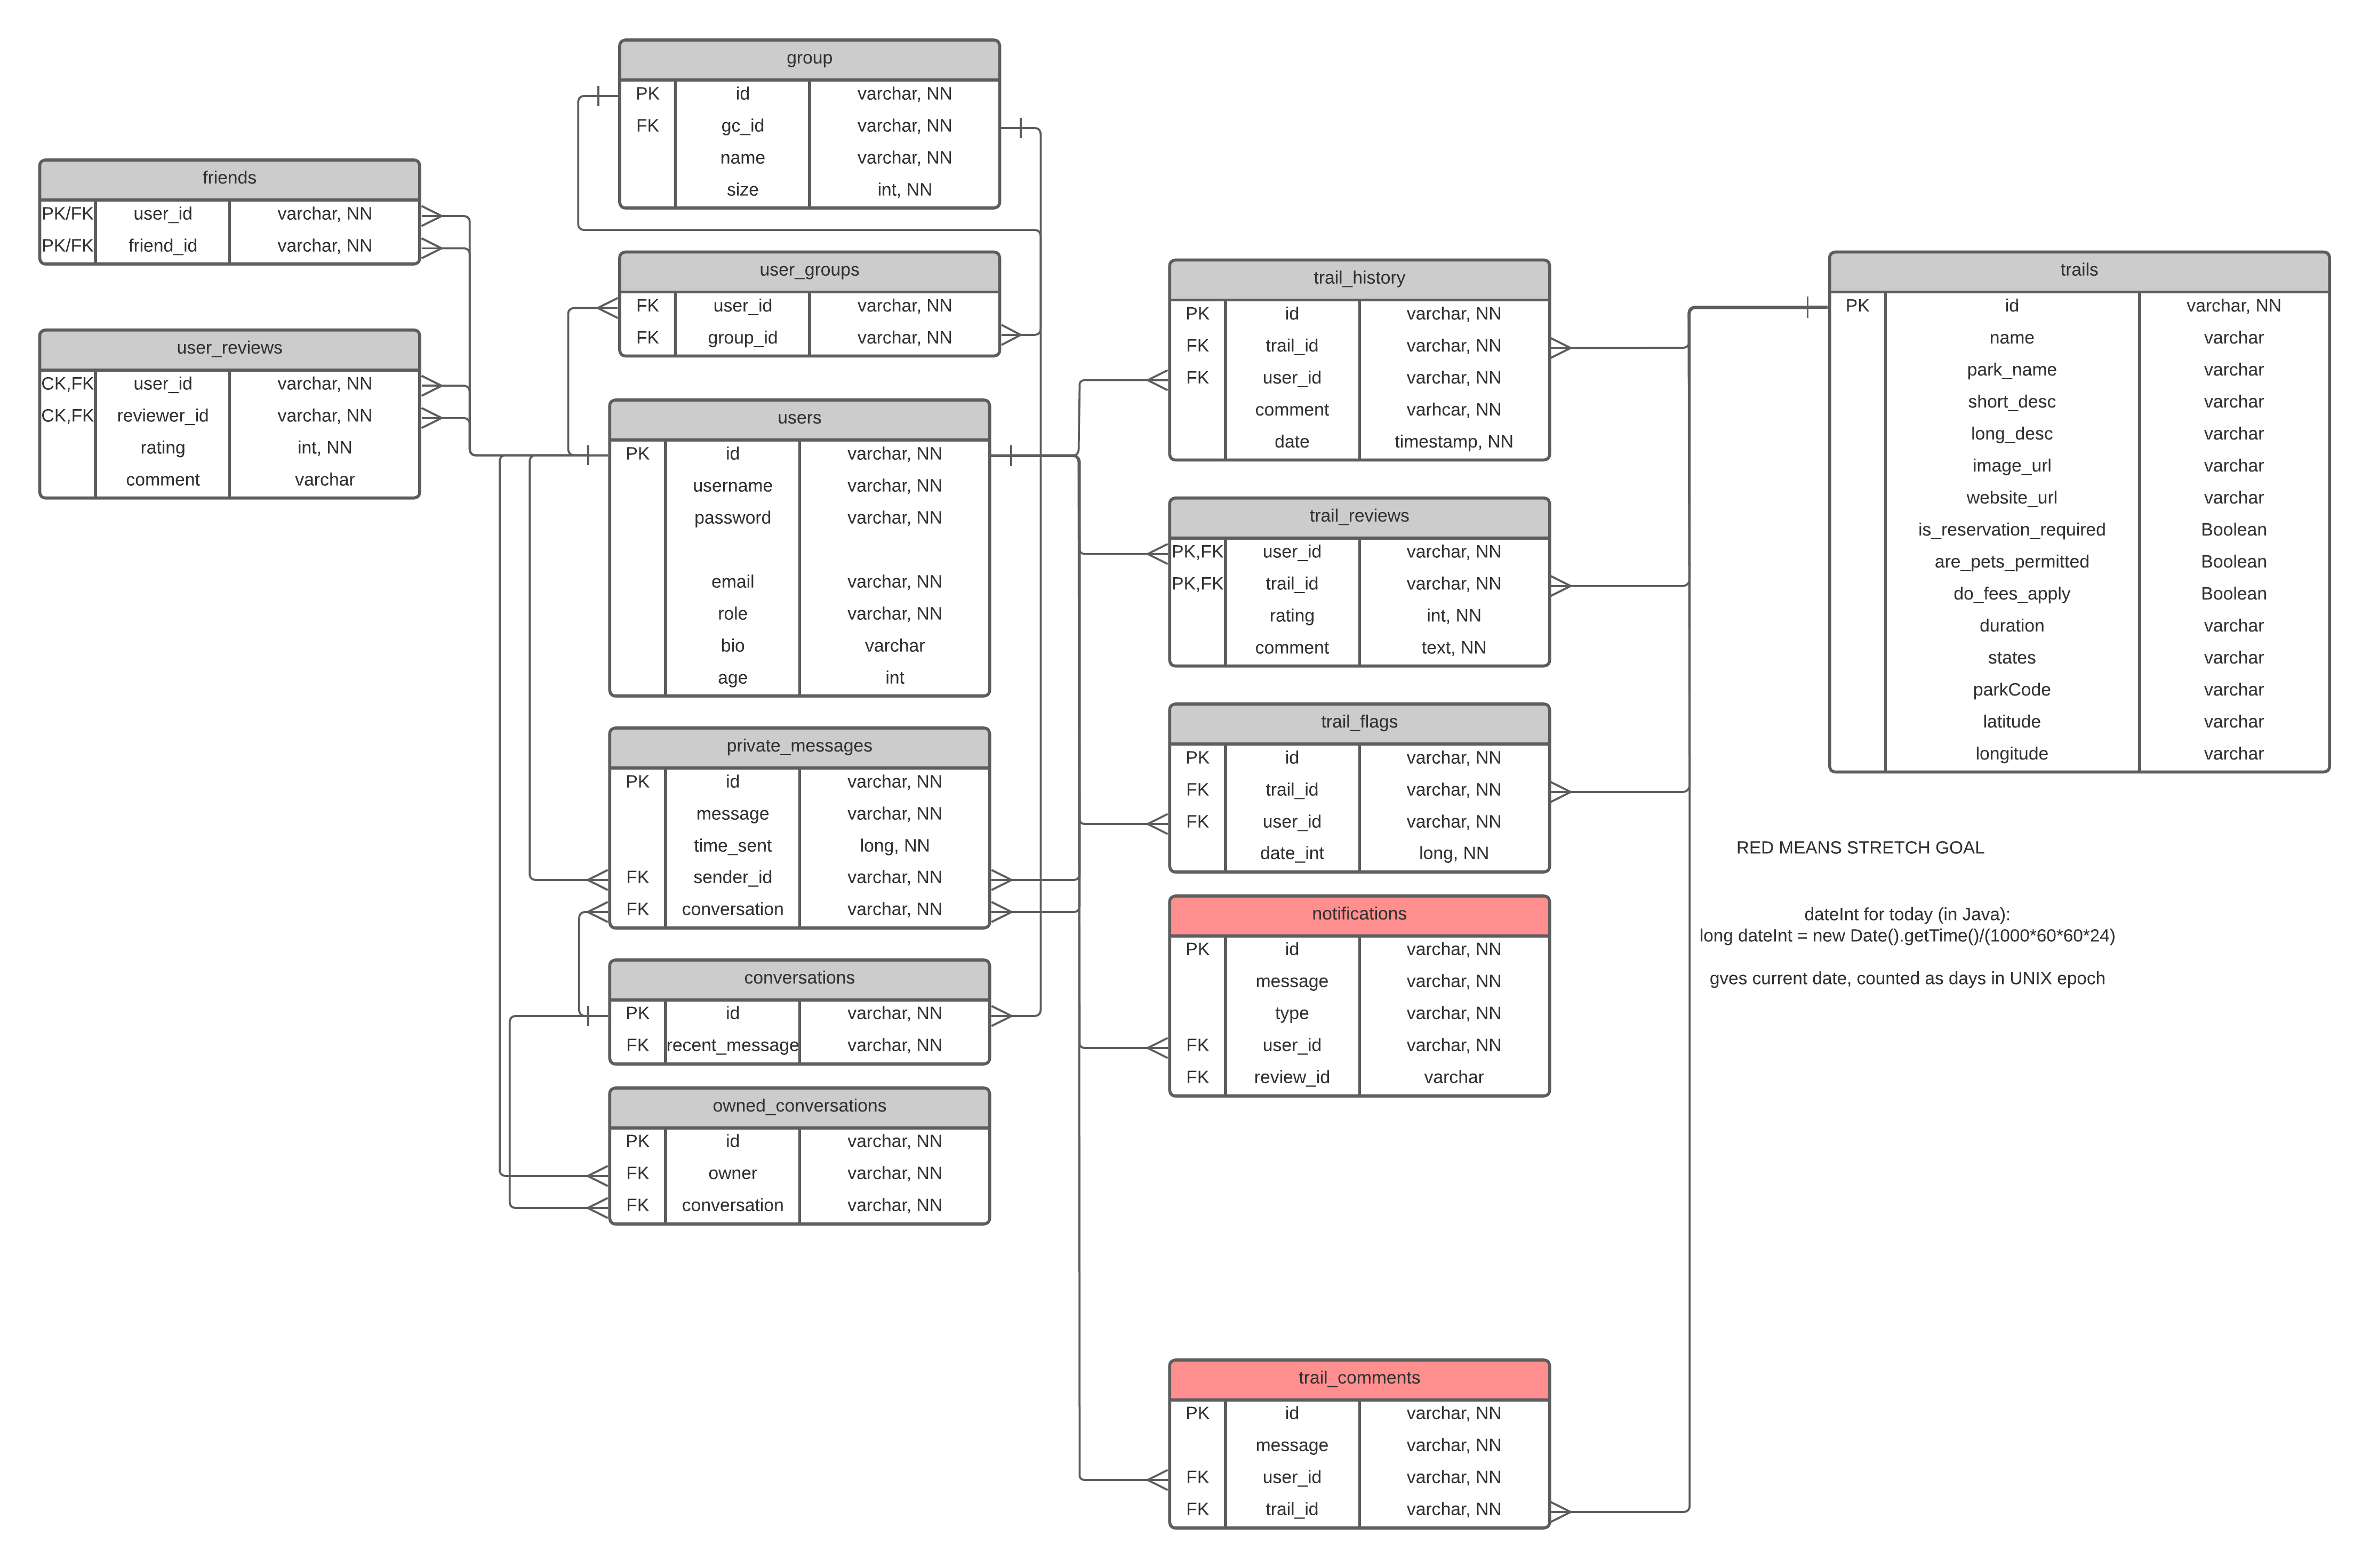 group
PK id varchar, NN
FK gc_id varchar, NN
name varchar, NN
size int, NN
friends
PK/FK user_id varchar, NN
PK/FK friend_id varchar, NN
user_reviews
CK,FK user_id varchar, NN
CK,FK reviewer_id varchar, NN
rating int, NN
comment varchar
user_groups
FK user_id varchar, NN
FK group_id varchar, NN
users
PK id varchar, NN
username varchar, NN
password varchar, NN
email varchar, NN
role varchar, NN
bio varchar
age int
private_messages
PK id varchar, NN
message varchar, NN
time_sent long, NN
FK sender_id varchar, NN
FK conversation varchar, NN
conversations
PK id varchar, NN
FK recent_message varchar, NN
owned_conversations
PK id varchar, NN
FK owner varchar, NN
FK conversation varchar, NN
trail_history
PK id varchar, NN
FK trail_id varchar, NN
FK user_id varchar, NN
comment varhcar, NN
date timestamp, NN
trail_reviews
PK,FK user_id varchar, NN
PK,FK trail_id varchar, NN
rating int, NN
comment text, NN
trail_flags
PK id varchar, NN
FK trail_id varchar, NN
FK user_id varchar, NN
date_int long, NN
notifications
PK id varchar, NN
message varchar, NN
type varchar, NN
FK user_id varchar, NN
FK review_id varchar
trail_comments
PK id varchar, NN
message varchar, NN
FK user_id varchar, NN
FK trail_id varchar, NN
trails
PK id varchar, NN
name varchar
park_name varchar
short_desc varchar
long_desc varchar
image_url varchar
website_url varchar
is_reservation_required Boolean
are_pets_permitted Boolean
do_fees_apply Boolean
duration varchar
states varchar
parkCode varchar
latitude varchar
longitude varchar
RED MEANS STRETCH GOAL
dateInt for today (in Java):
long dateInt = new Date().getTime()/(1000*60*60*24)
gves current date, counted as days in UNIX epoch